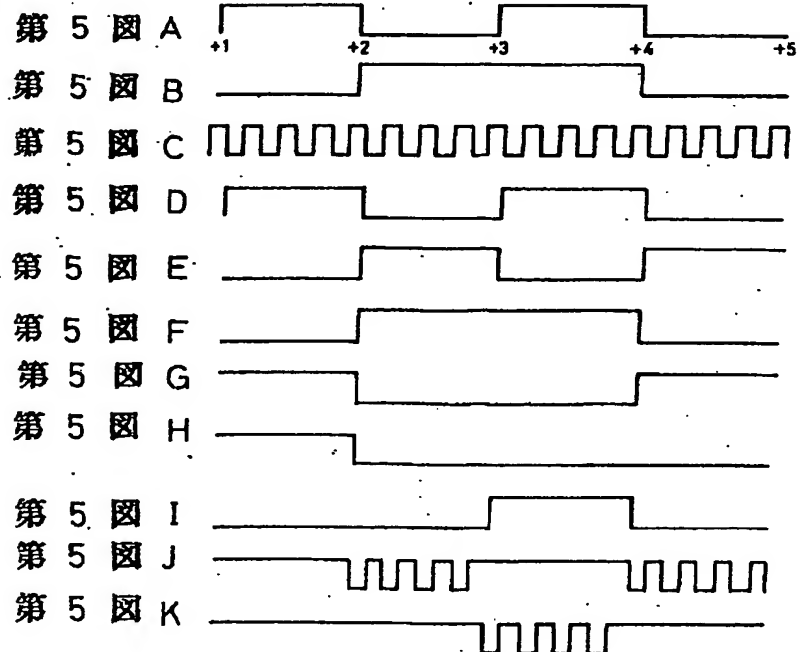 第 5 図 A
+1 +2 +3 +4 +5
第 5 図 B
第 5 図 C
第 5 図 D
第 5 図 E
第 5 図 F
第 5 図 G
第 5 図 H
第 5 図 I
第 5 図 J
第 5 図 K